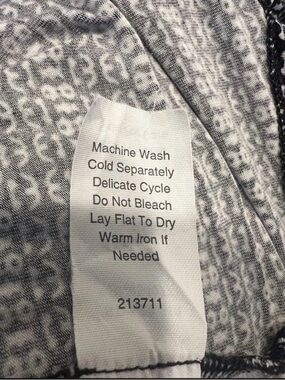 Machine Wash
Cold Separately
Delicate Cycle
Do Not Bleach
Lay Flat To Dry
Warm Iron If
Needed
213711